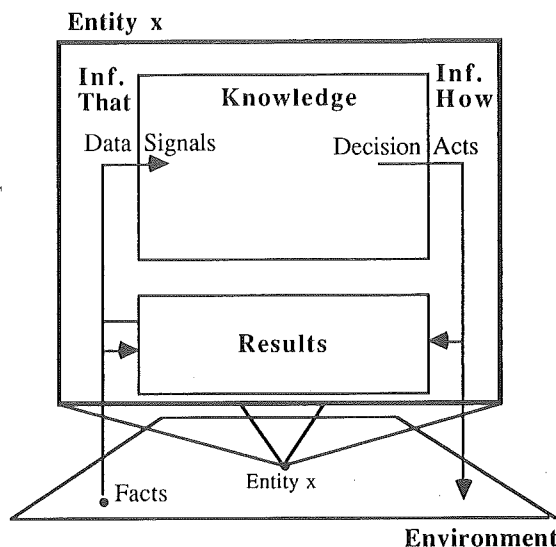 Entity x
Inf.
That
Knowledge
Inf.
How
Data
Signals
Decision
Acts
Results
Entity x
Facts
Environment